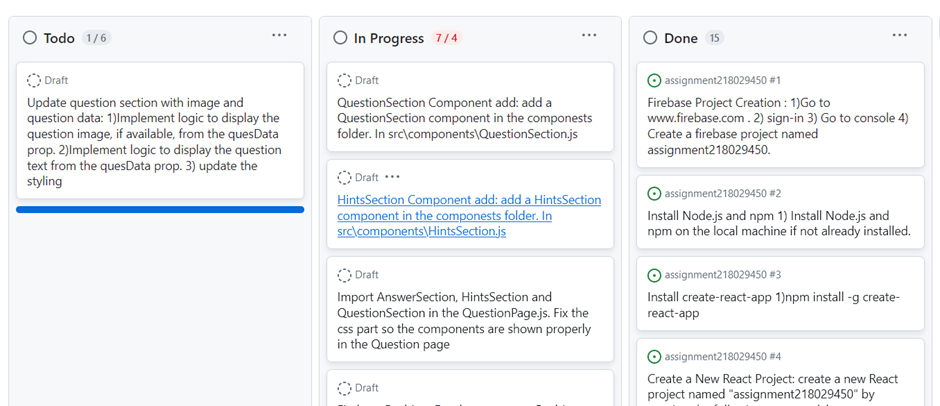 Todo 1 / 6
Draft
Update question section with image and
question data: 1)Implement logic to display the
question image, if available, from the quesData
prop. 2)Implement logic to display the question
text from the quesData prop. 3) update the
styling
In Progress 7 / 4
Draft
QuestionSection Component add: add a
QuestionSection component in the componests
folder. In src\components\QuestionSection.js
Draft
HintsSection Component add: add a HintsSection
component in the componests folder. In
src\components\HintsSection.js
Draft
Import AnswerSection, HintsSection and
QuestionSection in the QuestionPage.js. Fix the
css part so the components are shown properly
in the Question page
Draft
Done 15
assignment218029450 #1
Firebase Project Creation : 1)Go to
www.firebase.com . 2) sign-in 3) Go to console 4)
Create a firebase project named
assignment218029450.
assignment218029450 #2
Install Node.js and npm 1) Install Node.js and
npm on the local machine if not already installed.
assignment218029450 #3
Install create-react-app 1)npm install -g create-
react-app
assignment218029450 #4
Create a New React Project: create a new React
project named "assignment218029450" by